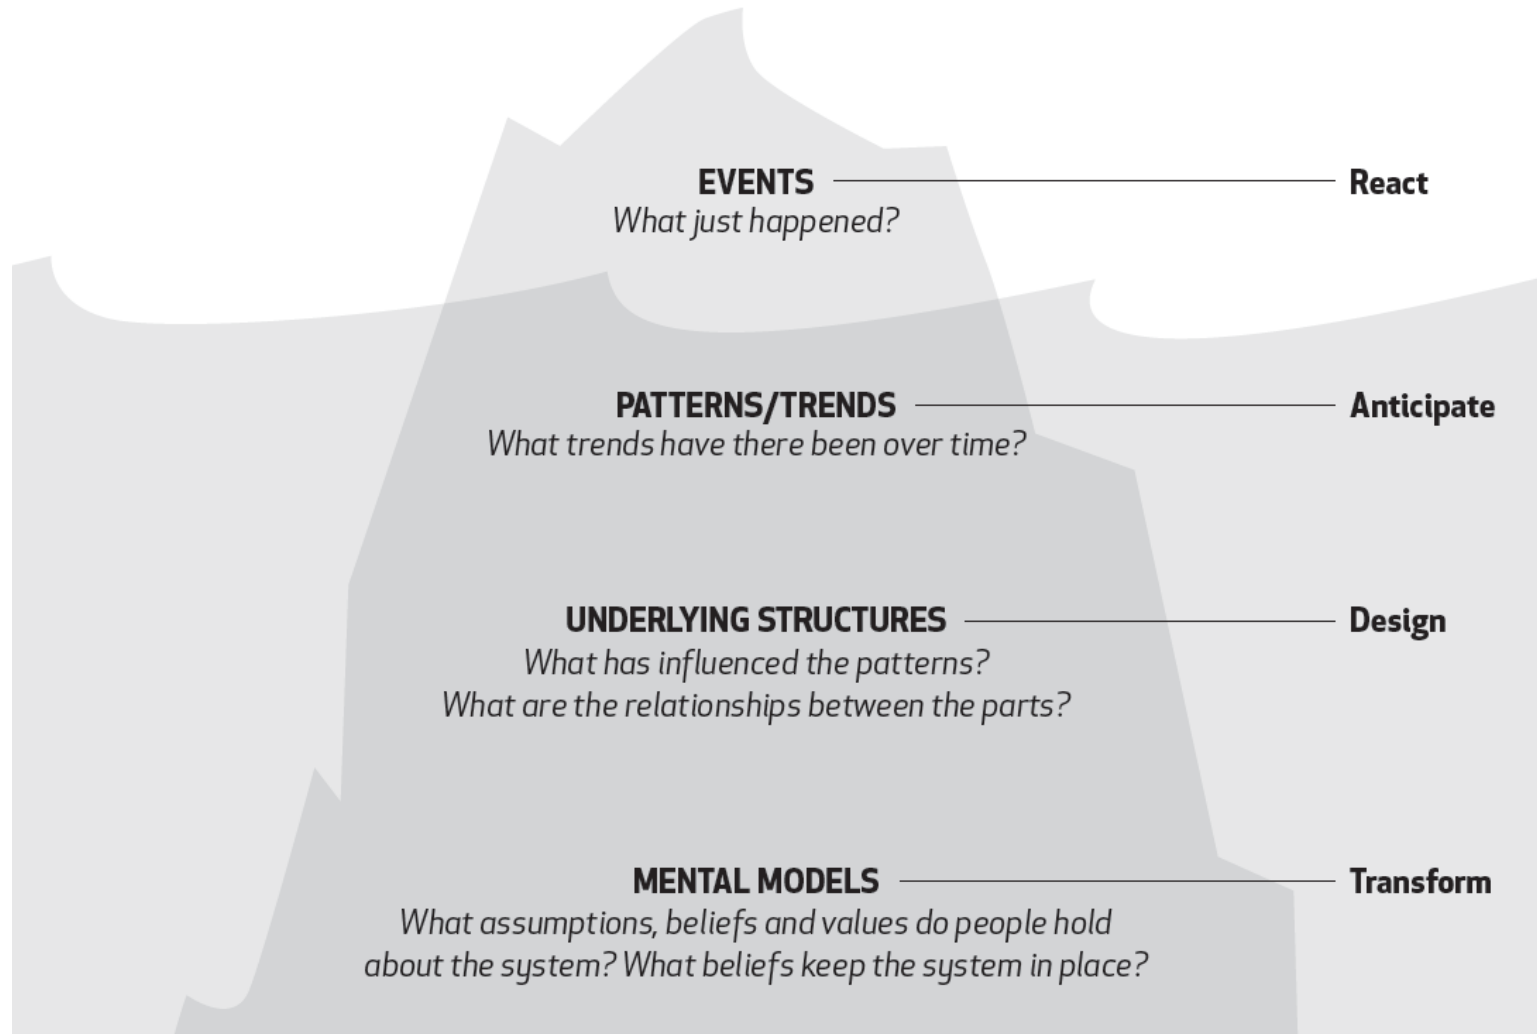 EVENTS
React
What just happened?
PATTERNS/TRENDS
Anticipate
What trends have there been over time?
UNDERLYING STRUCTURES
Design
What has influenced the patterns?
What are the relationships between the parts?
MENTAL MODELS
Transform
What assumptions, beliefs and values do people hold
about the system? What beliefs keep the system in place?